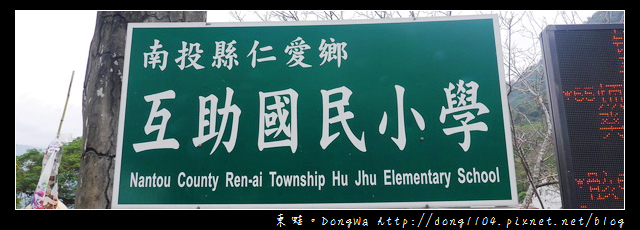 南投縣仁愛鄉
互助國民小學
Nantou County Ren-ai Township Hu Jhu Elementary School
東蛙。DongWa http://dong1104.pixnet.net/blog